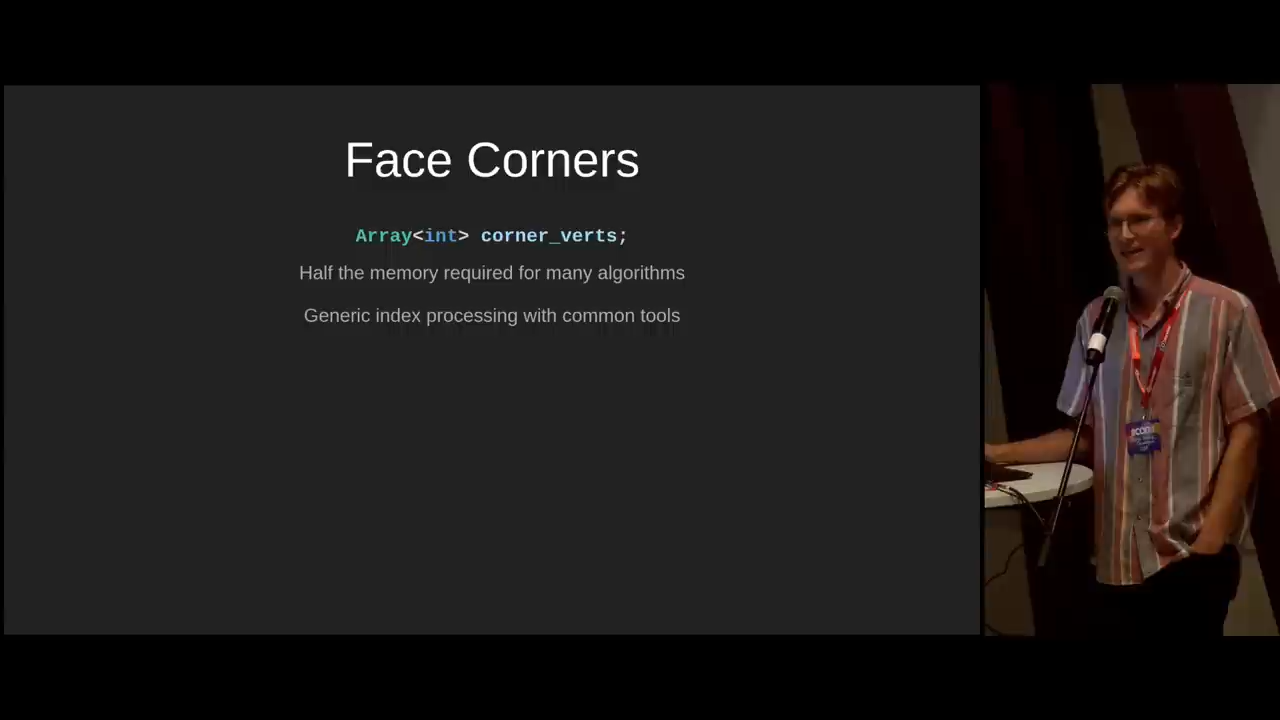 Face Corners
Array<int> corner_verts;
Half the memory required for many algorithms
Generic index processing with common tools